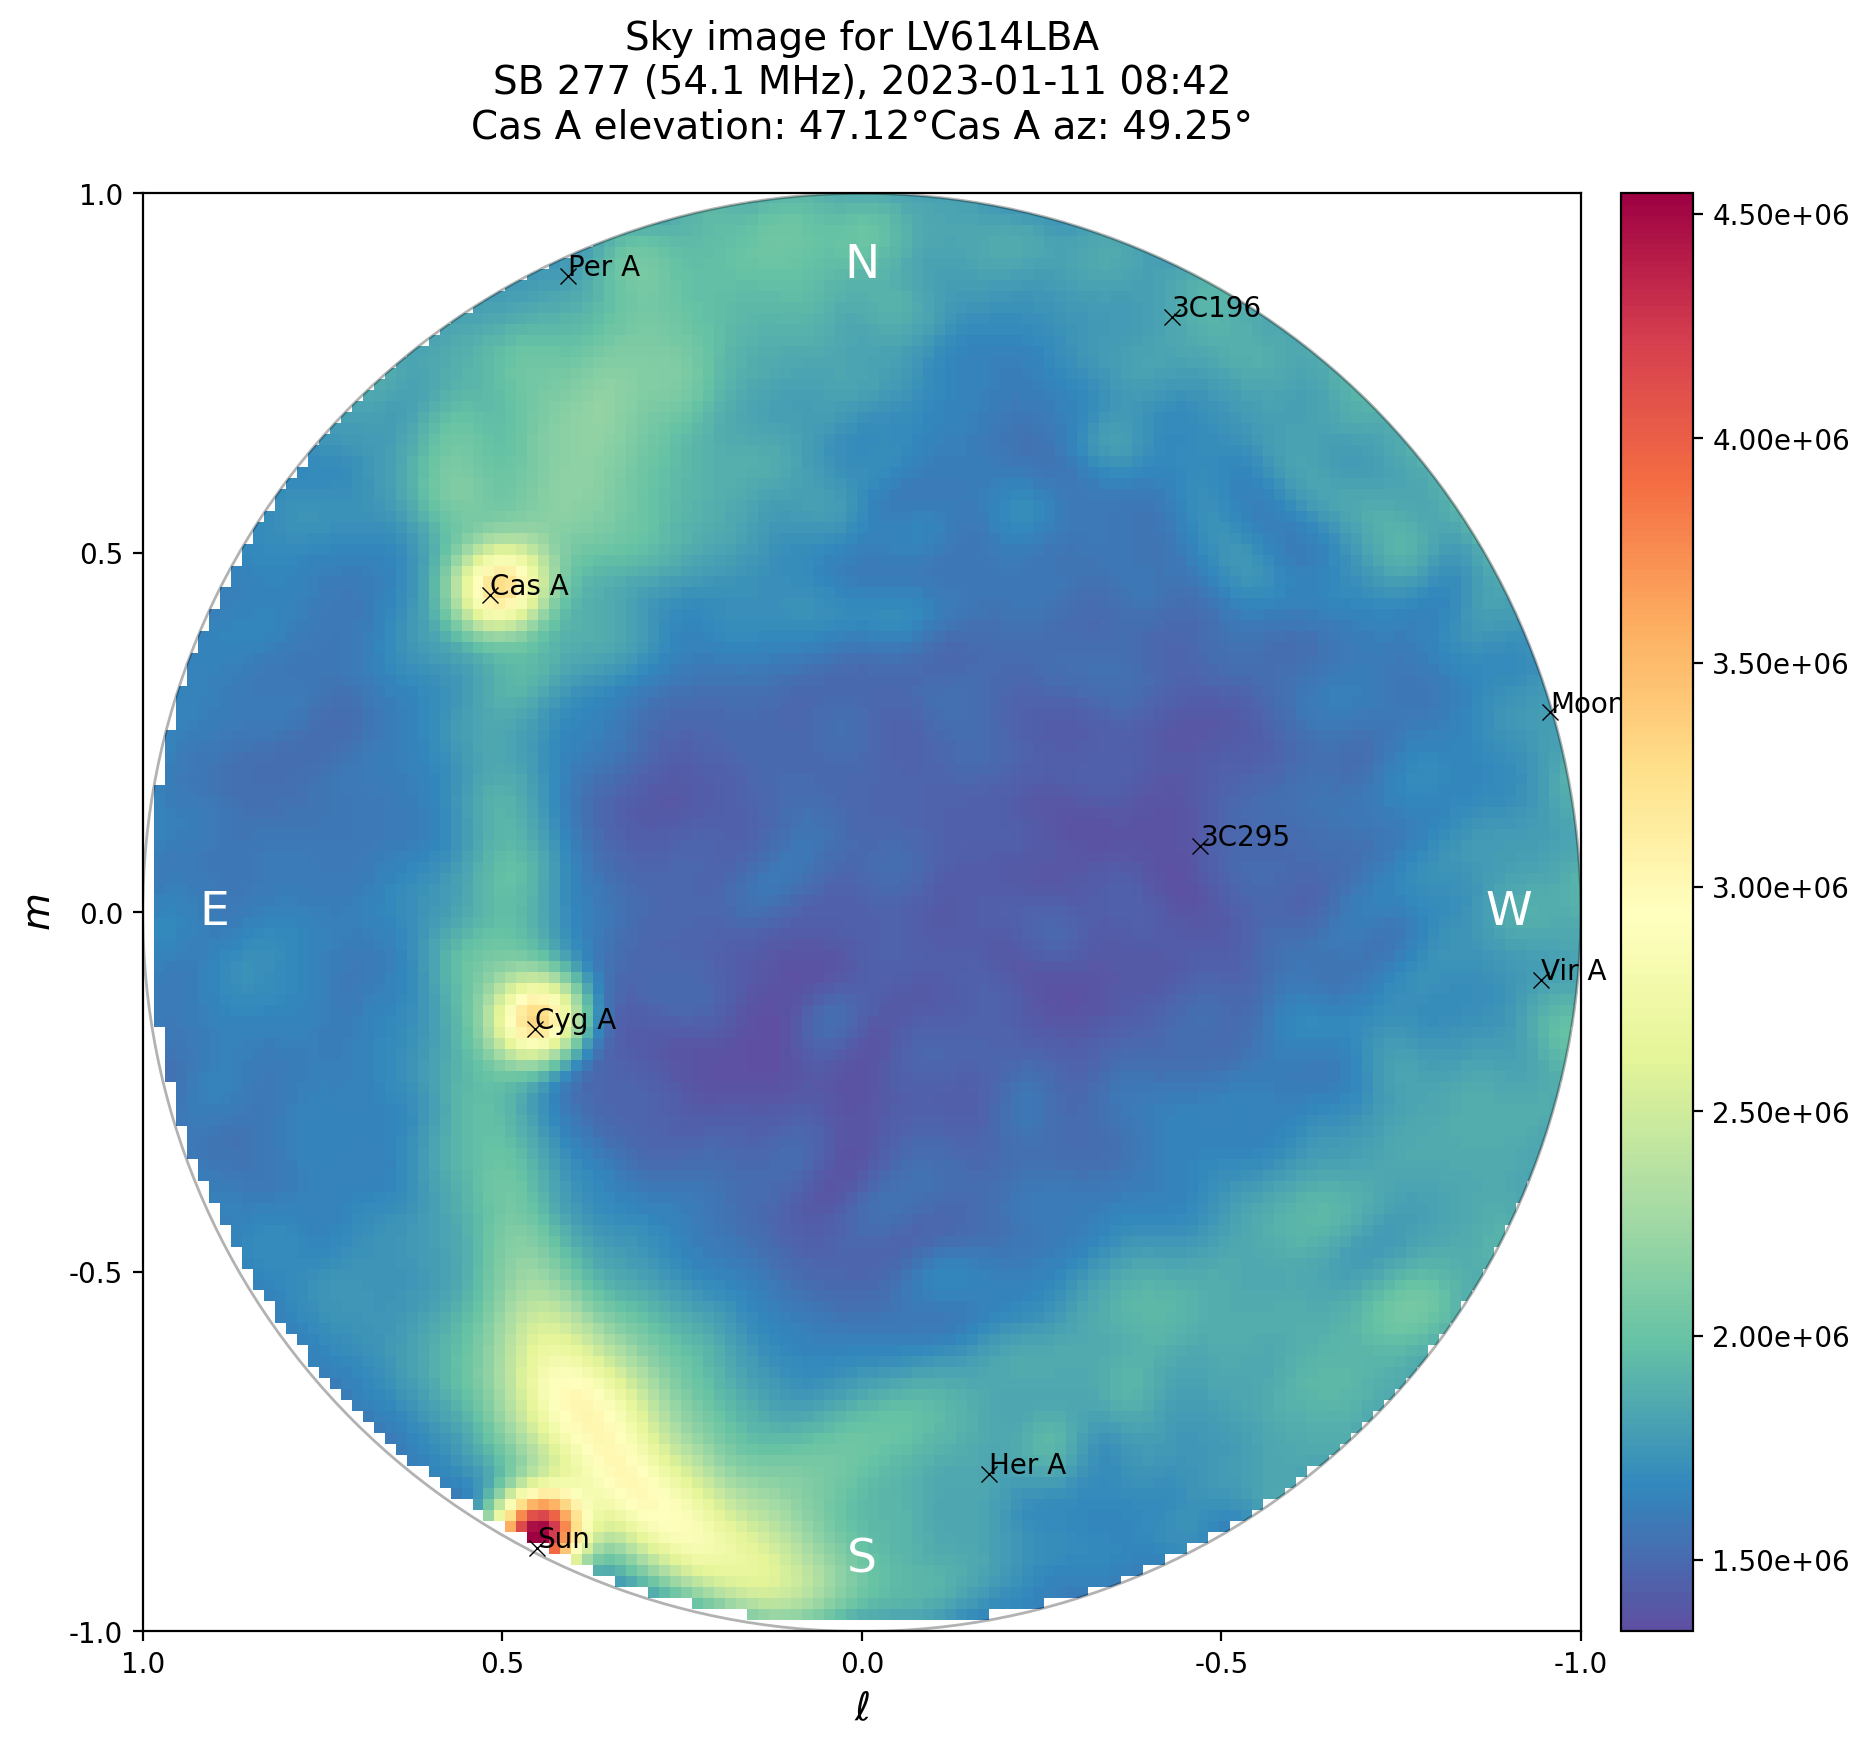 Sky image for LV614LBA
SB 277 (54.1 MHz), 2023-01-11 08:42
Cas A elevation: 47.12°Cas A az: 49.25°
1.0
4.50e+06
N
Per A
3C196
4.00e+06
0.5
Cas A
3.50e+06
Moon
3C295
m
0.0
E
W
3.00e+06
Vir A
Cyg A
2.50e+06
-0.5
2.00e+06
Her A
Sun
S
1.50e+06
-1.0
1.0
0.5
0.0
-0.5
-1.0
ℓ